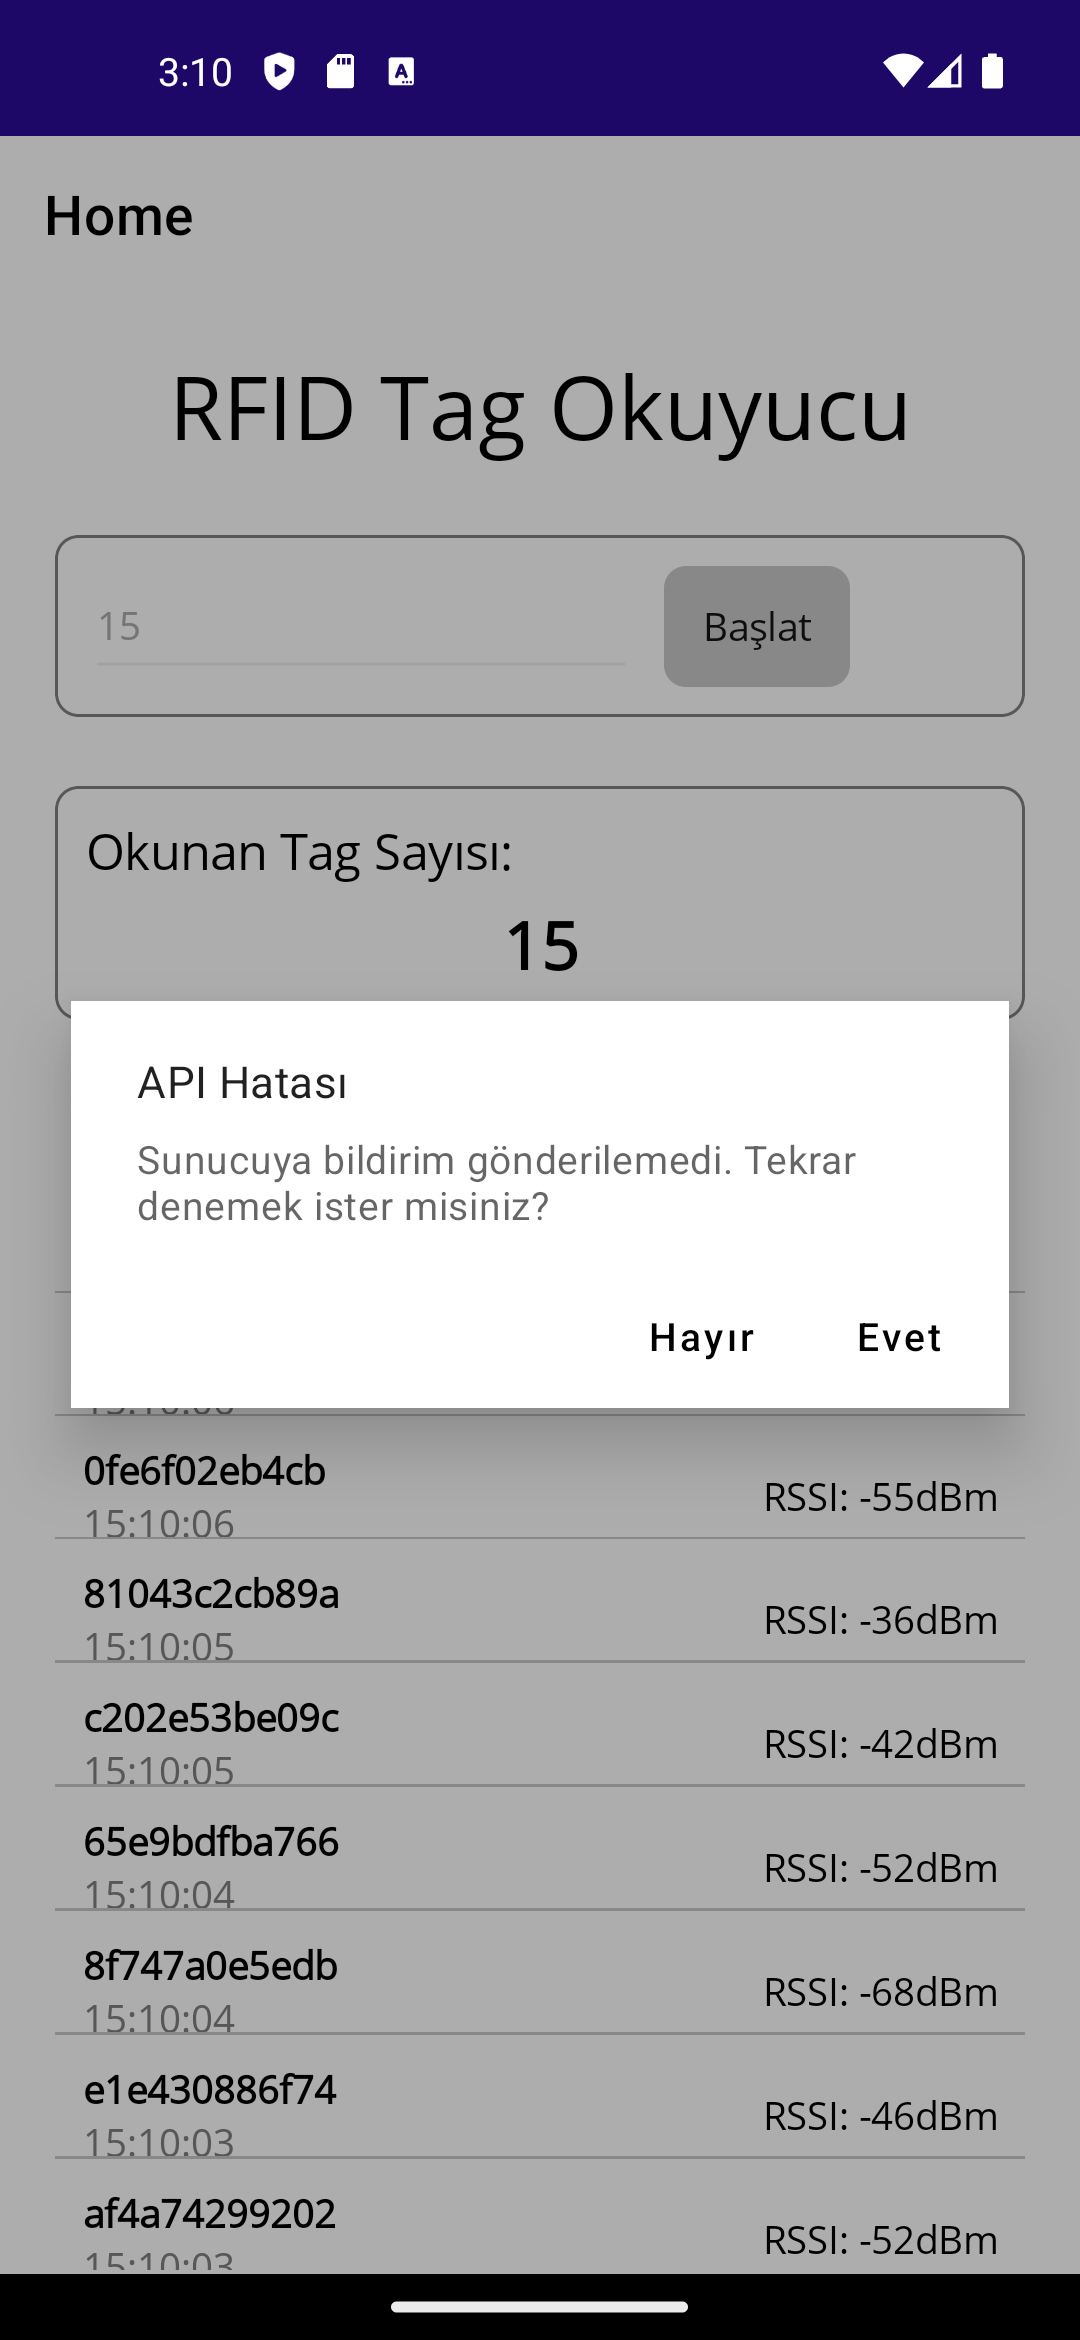 3:10
Home
RFID Tag Okuyucu
15
Başlat
Okunan Tag Sayısı:
15
API Hatası
Sunucuya bildirim gönderilemedi. Tekrar
denemek ister misiniz?
Hayır
Evet
0fe6f02eb4cb
RSSI: -55dBm
15:10:06
81043c2cb89a
RSSI: -36dBm
15:10:05
c202e53be09c
RSSI: -42dBm
15:10:05
65e9bdfba766
RSSI: -52dBm
15:10:04
8f747a0e5edb
RSSI: -68dBm
15:10:04
e1e430886f74
RSSI: -46dBm
15:10:03
af4a74299202
RSSI: -52dBm
15:10:03